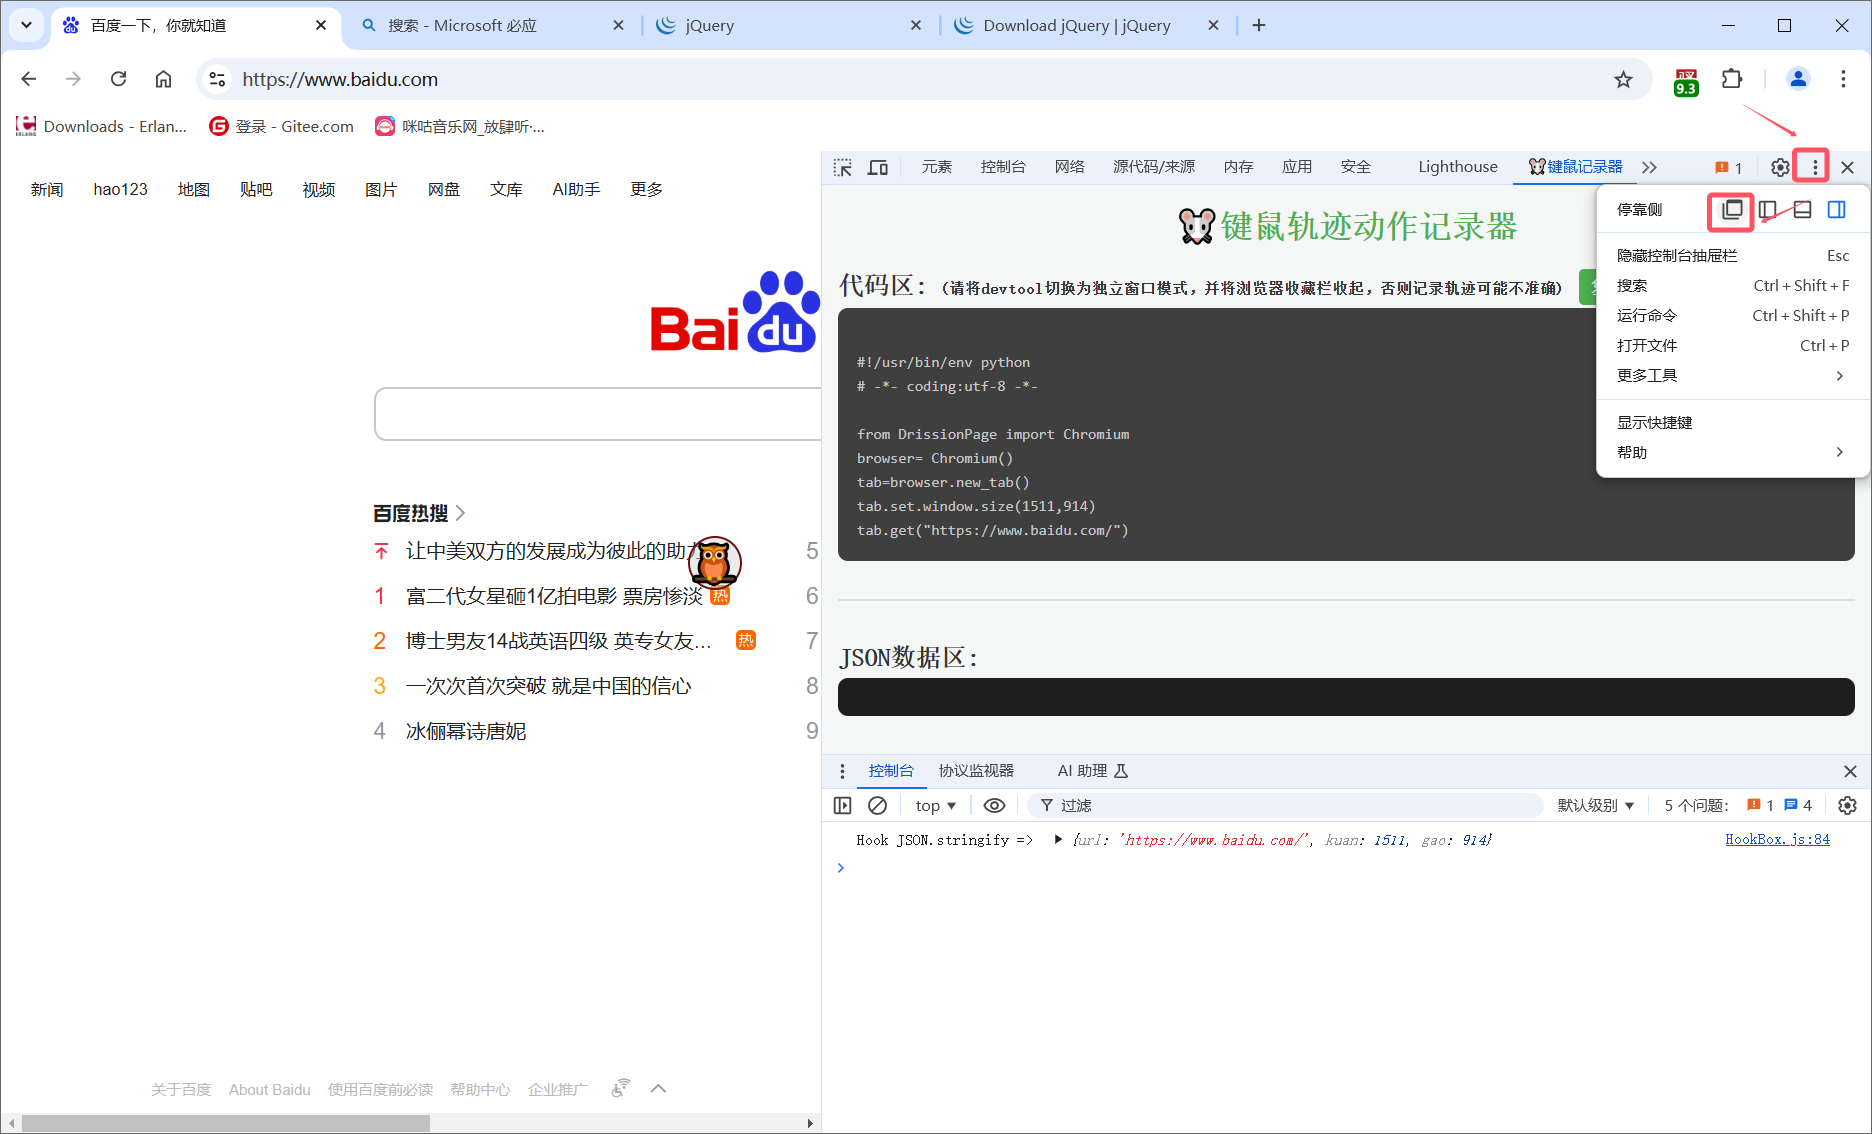 百度一下，你就知道
搜索 - Microsoft 必应
jQuery
Download jQuery | jQuery
https://www.baidu.com
9.3
Downloads - Erlan...
登录 - Gitee.com
咪咕音乐网_放肆听·...
新闻 hao123 地图 贴吧 视频 图片 网盘 文库 AI助手 更多
Bai du
百度热搜
让中美双方的发展成为彼此的助力 5
1 富二代女星砸1亿拍电影 票房惨淡 热 6
2 博士男友14战英语四级 英专女友... 热 7
3 一次次首次突破 就是中国的信心 8
4 冰俪幂诗唐妮 9
关于百度 About Baidu 使用百度前必读 帮助中心 企业推广
元素 控制台 网络 源代码/来源 内存 应用 安全 Lighthouse 键鼠记录器 1
键鼠轨迹动作记录器
代码区：（请将devtool切换为独立窗口模式，并将浏览器收藏栏收起，否则记录轨迹可能不准确）
#!/usr/bin/env python
# -*- coding:utf-8 -*-
from DrissionPage import Chromium
browser= Chromium()
tab=browser.new_tab()
tab.set.window.size(1511,914)
tab.get("https://www.baidu.com/")
停靠侧
隐藏控制台抽屉栏 Esc
搜索 Ctrl + Shift + F
运行命令 Ctrl + Shift + P
打开文件 Ctrl + P
更多工具
显示快捷键
帮助
JSON数据区：
控制台 协议监视器 AI 助理
top 过滤 默认级别 5 个问题： 1 4
Hook JSON.stringify => {url: 'https://www.baidu.com/', kuan: 1511, gao: 914} HookBox.js:84